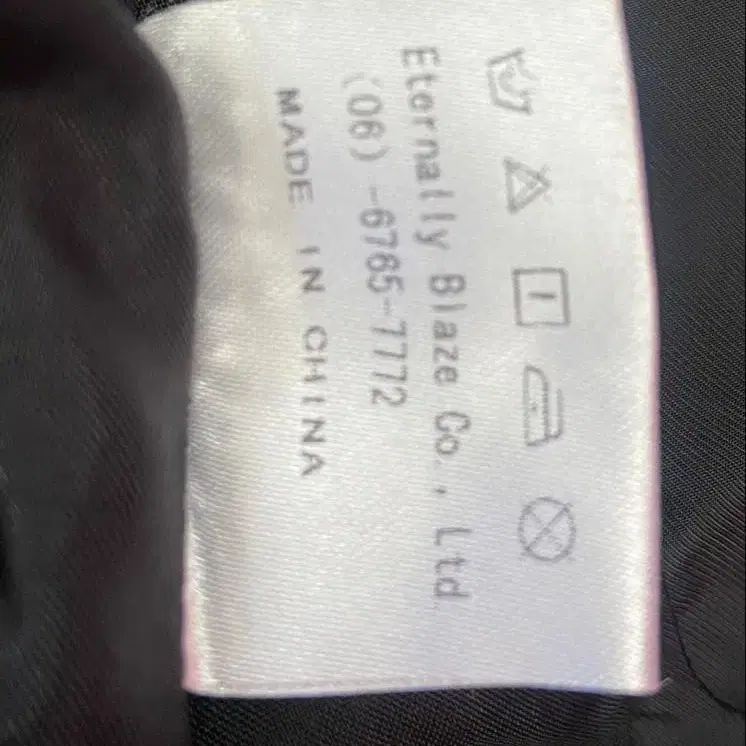 Eternally Blaze Co., Ltd.
(06)-6765-7772
MADE IN CHINA